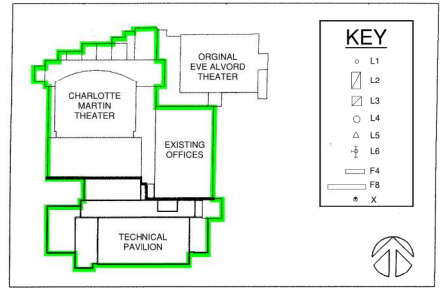 ORGINAL
EVE ALVORD
THEATER
CHARLOTTE
MARTIN
THEATER
EXISTING
OFFICES
TECHNICAL
PAVILION
KEY
L1
L2
L3
L4
L5
L6
F4
F8
X